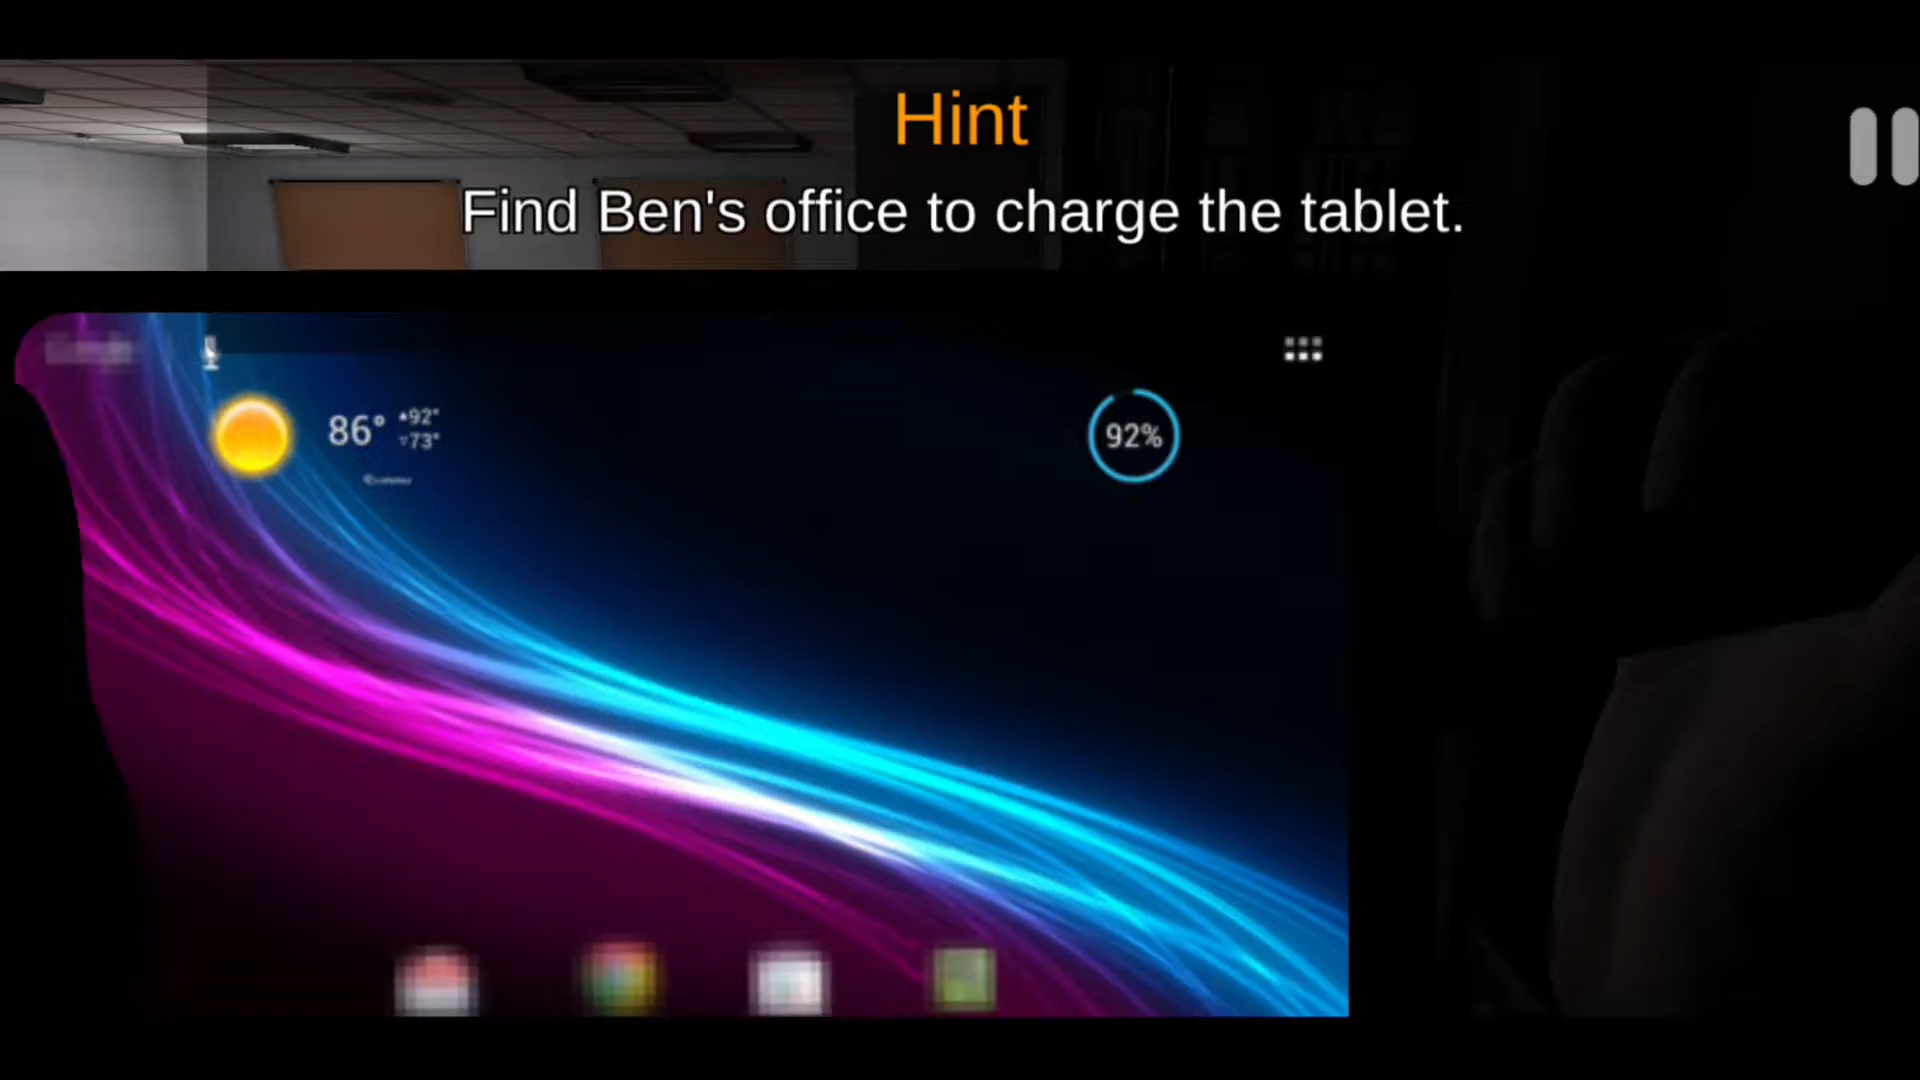 Hint
Find Ben's office to charge the tablet.
86° ▲92°
▽73°
92%